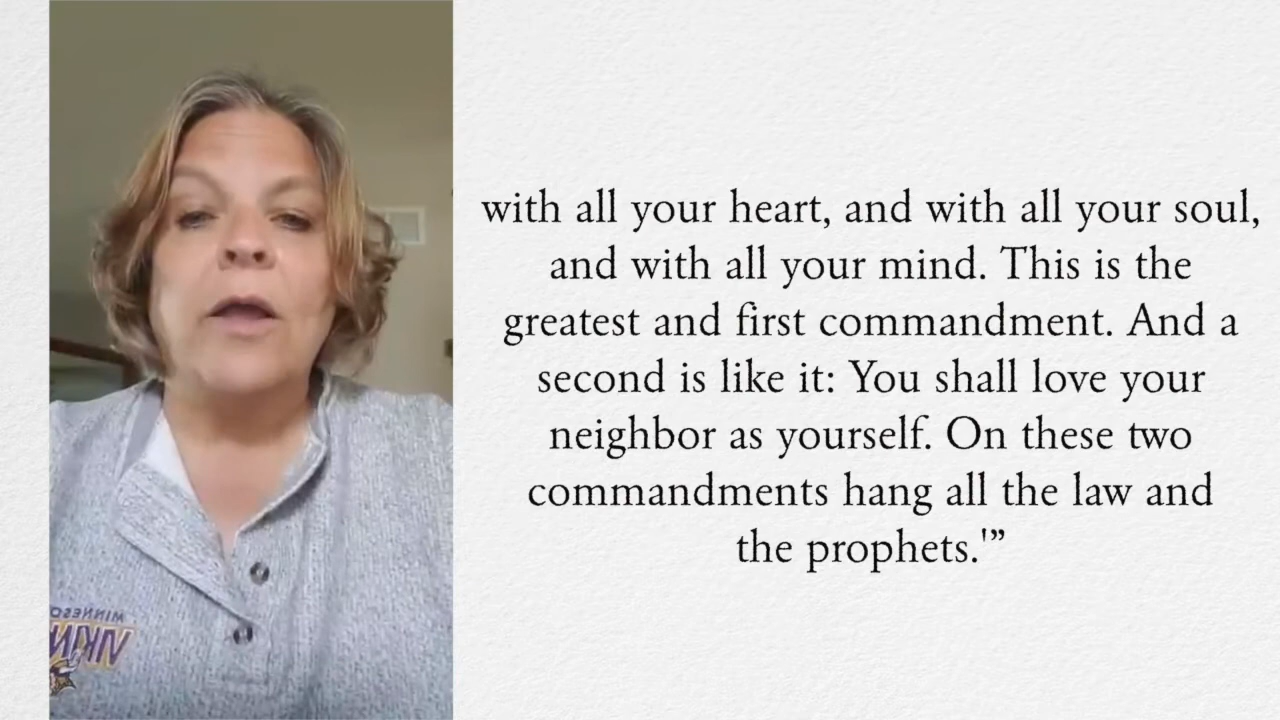 with all your heart, and with all your soul,
and with all your mind. This is the
greatest and first commandment. And a
second is like it: You shall love your
neighbor as yourself. On these two
commandments hang all the law and
the prophets.'”
MINNESO
VIKIN